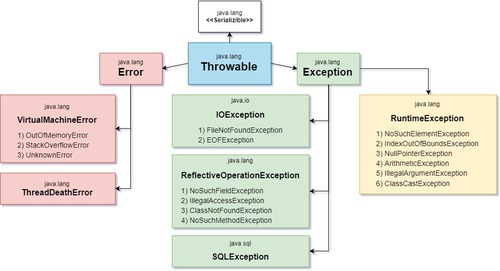 java.lang
<<Serializible>>
java.lang
Throwable
java.lang
Error
java.lang
Exception
java.lang
VirtualMachineError
1) OutOfMemoryError
2) StackOverflowError
3) UnknownError
java.lang
ThreadDeathError
java.io
IOException
1) FileNotFoundException
2) EOFException
java.lang
ReflectiveOperationException
1) NoSuchFieldException
2) IllegalAccessException
3) ClassNotFoundException
4) NoSuchMethodException
java.sql
SQLException
java.lang
RuntimeException
1) NoSuchElementException
2) IndexOutOfBoundsException
3) NullPointerException
4) ArithmeticException
5) IllegalArgumentException
6) ClassCastException